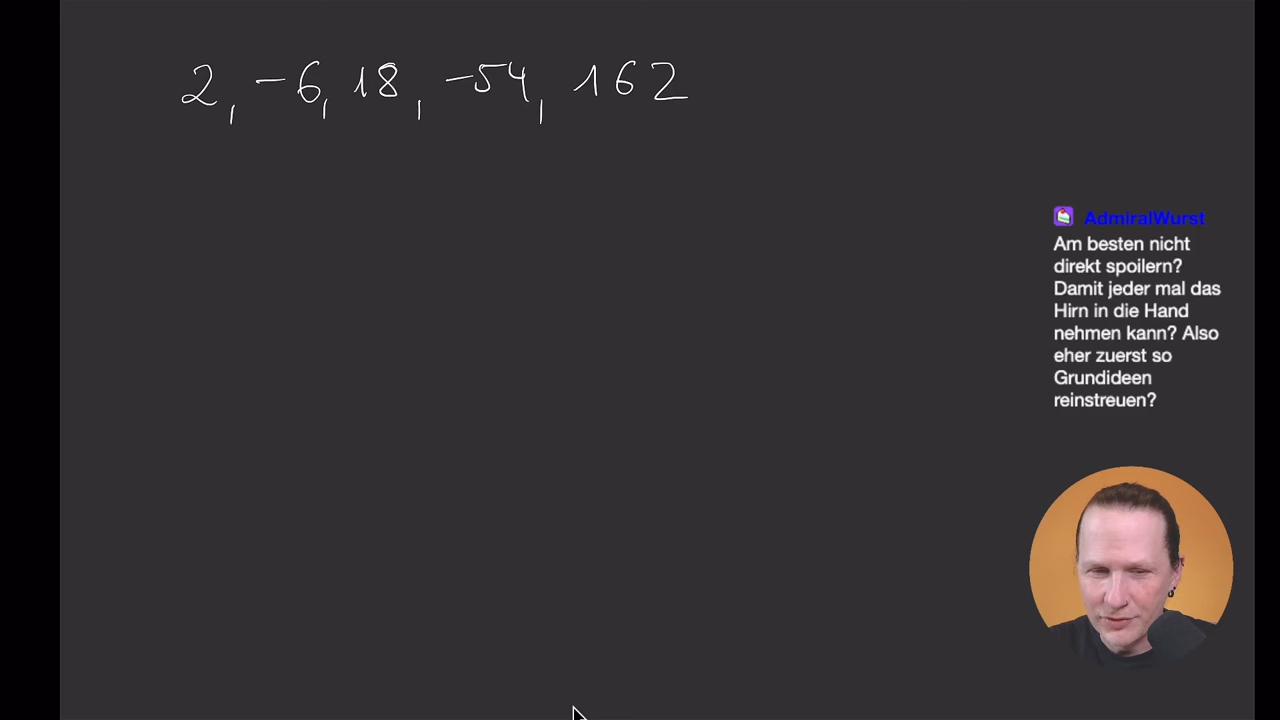 2, -6, 18, -54, 162
AdmiralWurst
Am besten nicht
direkt spoilern?
Damit jeder mal das
Hirn in die Hand
nehmen kann? Also
eher zuerst so
Grundideen
reinstreuen?